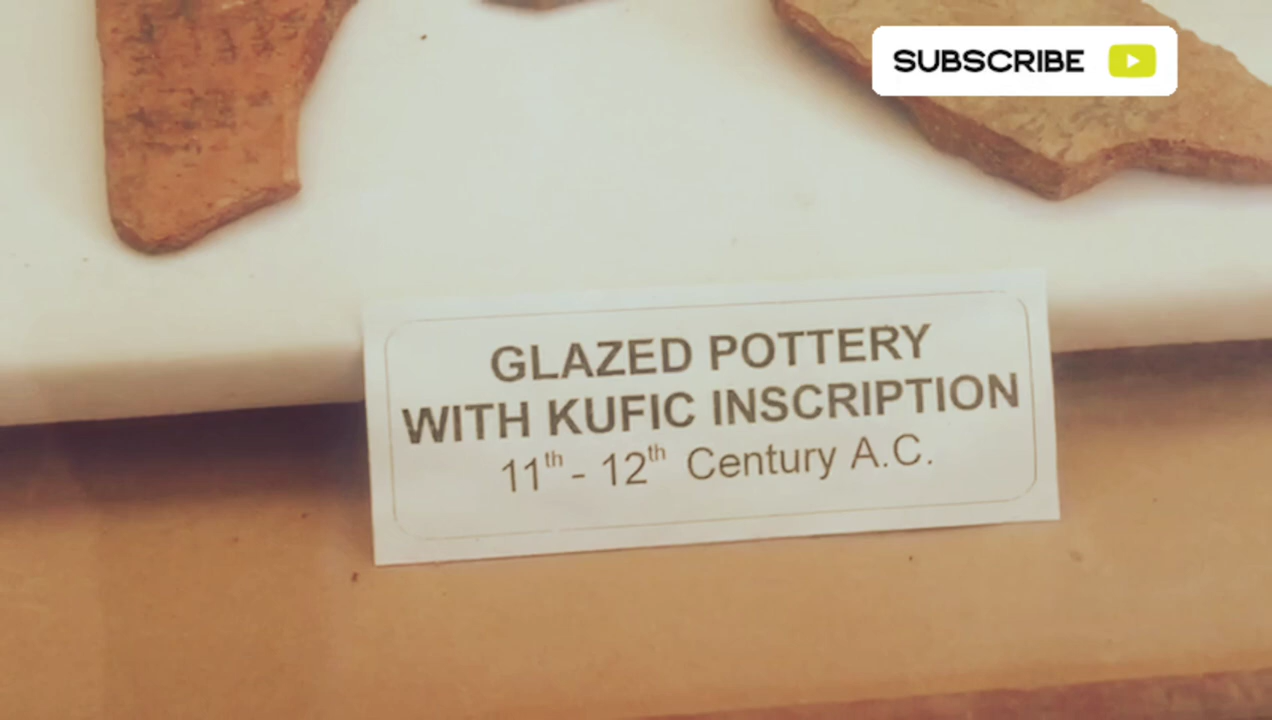 SUBSCRIBE
GLAZED POTTERY
WITH KUFIC INSCRIPTION
11th - 12th Century A.C.